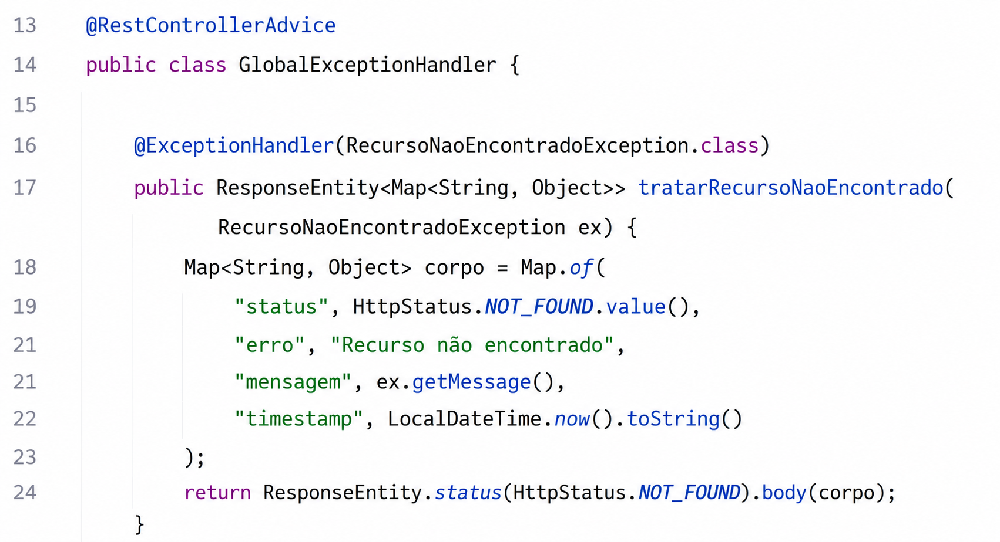 13 @RestControllerAdvice
14 public class GlobalExceptionHandler {
15
16 @ExceptionHandler(RecursoNaoEncontradoException.class)
17 public ResponseEntity<Map<String, Object>> tratarRecursoNaoEncontrado(
RecursoNaoEncontradoException ex) {
18 Map<String, Object> corpo = Map.of(
19 "status", HttpStatus.NOT_FOUND.value(),
21 "erro", "Recurso não encontrado",
21 "mensagem", ex.getMessage(),
22 "timestamp", LocalDateTime.now().toString()
23 );
24 return ResponseEntity.status(HttpStatus.NOT_FOUND).body(corpo);
}